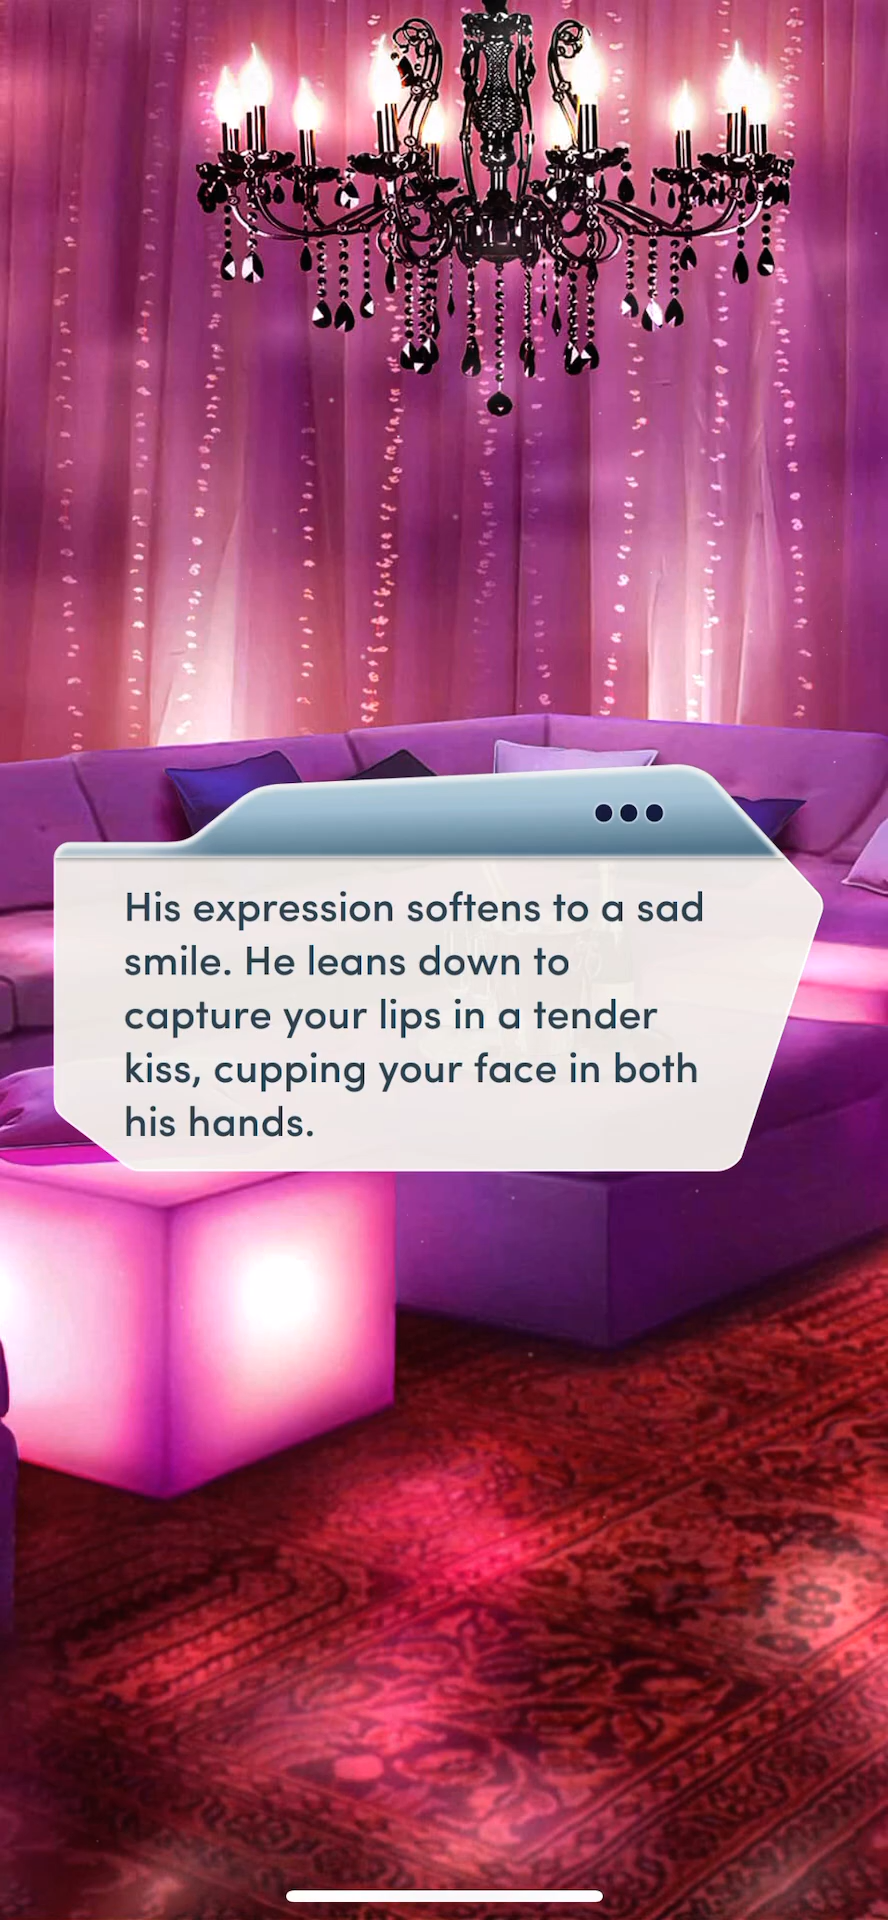 His expression softens to a sad
smile. He leans down to
capture your lips in a tender
kiss, cupping your face in both
his hands.